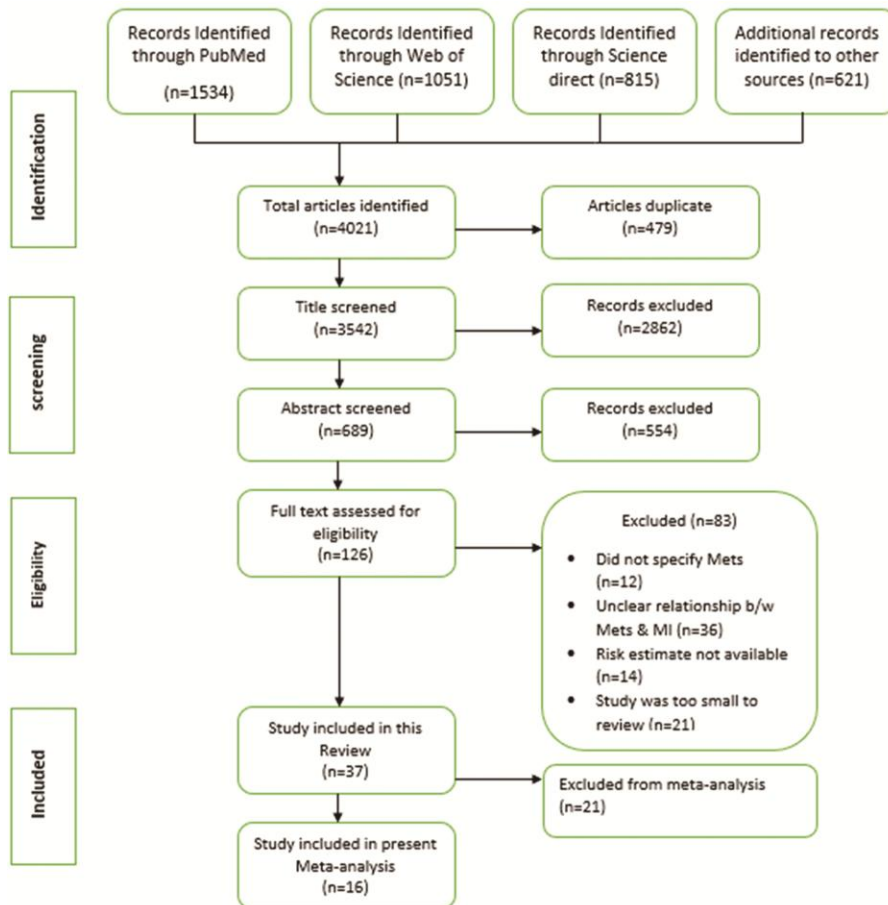 Records Identified
through PubMed
(n=1534)
Records Identified
through Web of
Science (n=1051)
Records Identified
through Science
direct (n=815)
Additional records
identified to other
sources (n=621)
Identification
Total articles identified
(n=4021)
Articles duplicate
(n=479)
screening
Title screened
(n=3542)
Records excluded
(n=2862)
Abstract screened
(n=689)
Records excluded
(n=554)
Eligibility
Full text assessed for
eligibility
(n=126)
Excluded (n=83)
• Did not specify Mets
(n=12)
• Unclear relationship b/w
Mets & MI (n=36)
• Risk estimate not available
(n=14)
• Study was too small to
review (n=21)
Included
Study included in this
Review
(n=37)
Excluded from meta-analysis
(n=21)
Study included in present
Meta-analysis
(n=16)